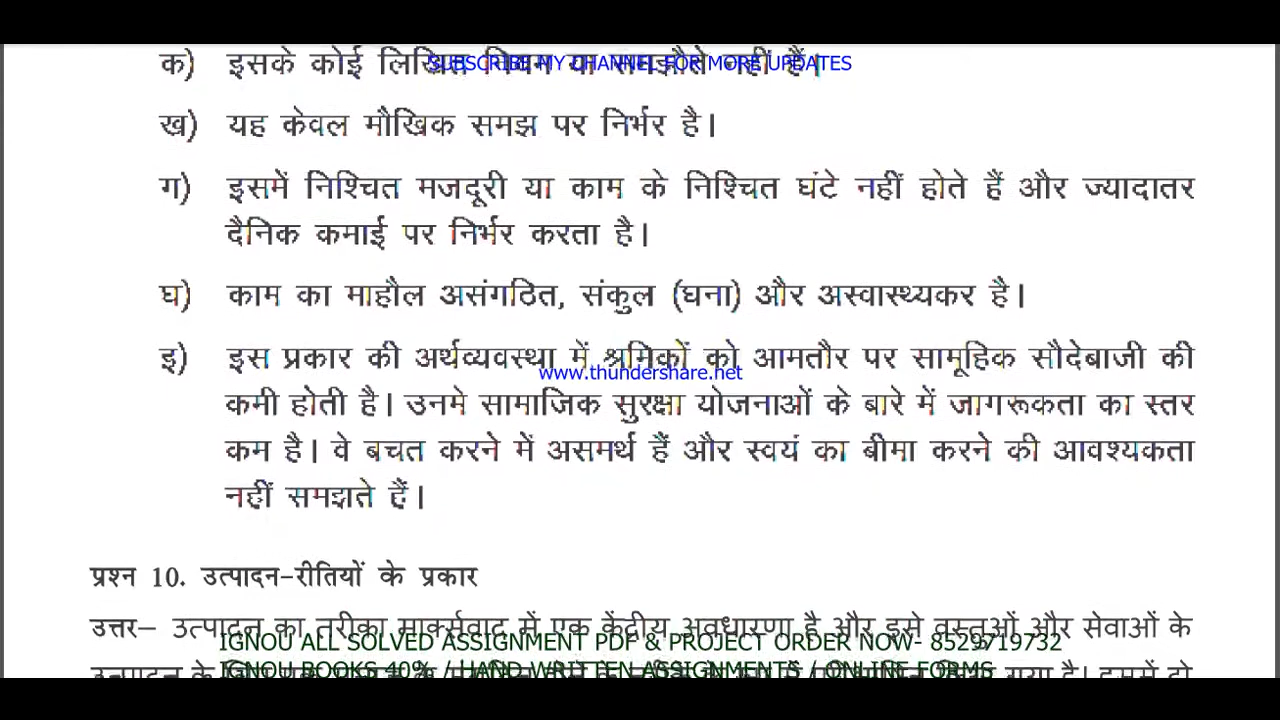 क) इसके कोई लिखित नियम या समझौते नहीं हैं।
SUBSCRIBE MY CHANNEL FOR MORE UPDATES
ख) यह केवल मौखिक समझ पर निर्भर है।
ग) इसमें निश्चित मजदूरी या काम के निश्चित घंटे नहीं होते हैं और ज्यादातर
दैनिक कमाई पर निर्भर करता है।
घ) काम का माहौल असंगठित, संकुल (घना) और अस्वास्थ्यकर है।
इ) इस प्रकार की अर्थव्यवस्था में श्रमिकों को आमतौर पर सामूहिक सौदेबाजी की
www.thundershare.net
कमी होती है। उनमे सामाजिक सुरक्षा योजनाओं के बारे में जागरूकता का स्तर
कम है। वे बचत करने में असमर्थ हैं और स्वयं का बीमा करने की आवश्यकता
नहीं समझते हैं।
प्रश्न 10. उत्पादन-रीतियों के प्रकार
उत्तर– उत्पादन का तरीका मार्क्सवाद में एक केंद्रीय अवधारणा है और इसे वस्तुओं और सेवाओं के
IGNOU ALL SOLVED ASSIGNMENT PDF & PROJECT ORDER NOW- 8529719732
उत्पादन के
गया है। इसमें दो
IGNOU BOOKS 40% / HAND WRITTEN ASSIGNMENTS / ONLINE FORMS